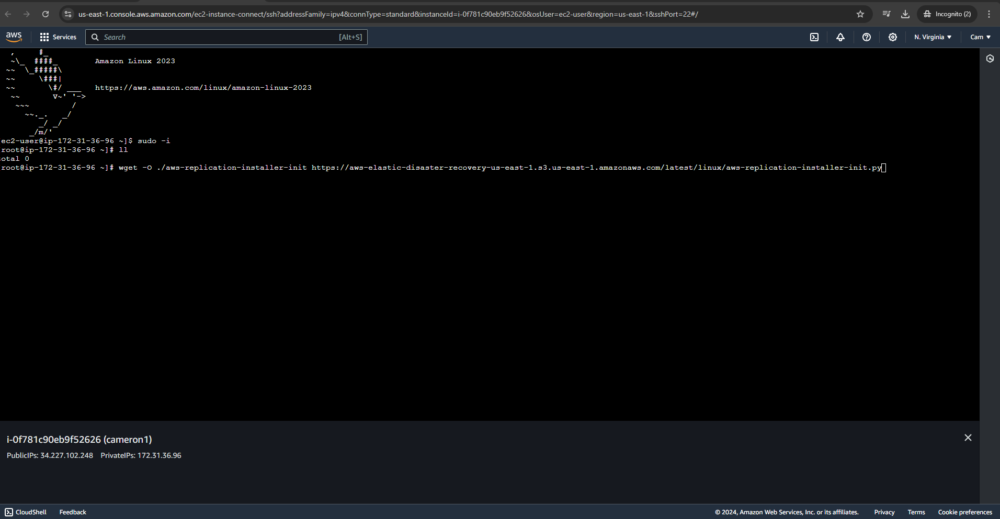 us-east-1.console.aws.amazon.com/ec2-instance-connect/ssh?addressFamily=ipv4&connType=standard&instanceId=i-0f781c90eb9f52626&osUser=ec2-user&region=us-east-1&sshPort=22#/
Incognito (2)
aws
Services
Search
[Alt+S]
N. Virginia
Cam
  ,     #_
  ~\_  ####_        Amazon Linux 2023
 ~~  \_#####\
 ~~     \###|
 ~~       \#/ ___   https://aws.amazon.com/linux/amazon-linux-2023
  ~~       V~' '->
   ~~~         /
     ~~._.   _/
        _/ _/
      _/m/'
ec2-user@ip-172-31-36-96 ~]$ sudo -i
root@ip-172-31-36-96 ~]# ll
total 0
root@ip-172-31-36-96 ~]# wget -O ./aws-replication-installer-init https://aws-elastic-disaster-recovery-us-east-1.s3.us-east-1.amazonaws.com/latest/linux/aws-replication-installer-init.py
i-0f781c90eb9f52626 (cameron1)
PublicIPs: 34.227.102.248 PrivateIPs: 172.31.36.96
CloudShell
Feedback
© 2024, Amazon Web Services, Inc. or its affiliates.
Privacy
Terms
Cookie preferences